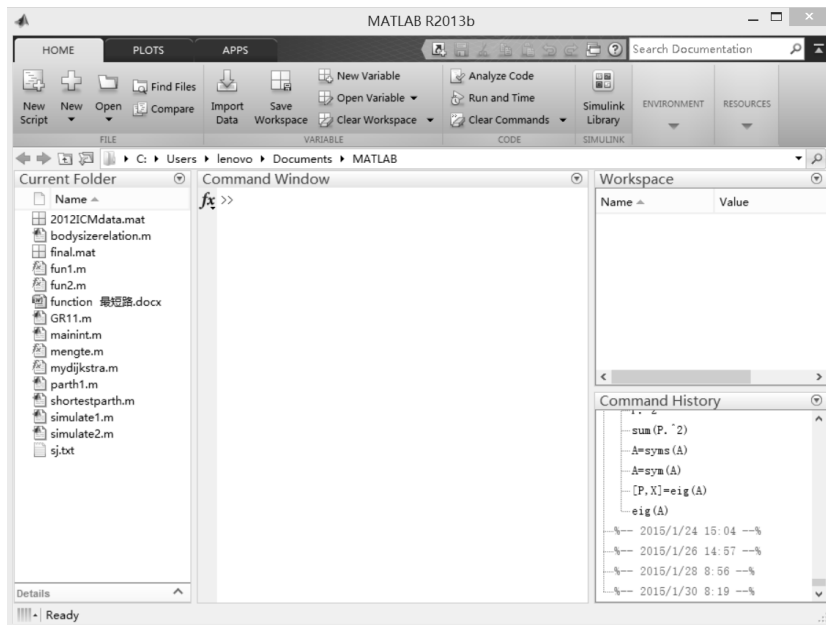 MATLAB R2013b
HOME PLOTS APPS
Search Documentation
New Script
New
Open
Find Files
Compare
FILE
Import Data
Save Workspace
New Variable
Open Variable
Clear Workspace
VARIABLE
Analyze Code
Run and Time
Clear Commands
CODE
Simulink Library
SIMULINK
ENVIRONMENT
RESOURCES
C: Users lenovo Documents MATLAB
Current Folder
Name
2012ICMdata.mat
bodysizerelation.m
final.mat
fun1.m
fun2.m
function 最短路.docx
GR11.m
mainint.m
mengte.m
mydijkstra.m
parth1.m
shortestparth.m
simulate1.m
simulate2.m
sj.txt
Details
Command Window
fx >>
Workspace
Name Value
Command History
sum(P.^2)
A=syms(A)
A=sym(A)
[P,X]=eig(A)
eig(A)
%-- 2015/1/24 15:04 --%
%-- 2015/1/26 14:57 --%
%-- 2015/1/28 8:56 --%
%-- 2015/1/30 8:19 --%
Ready